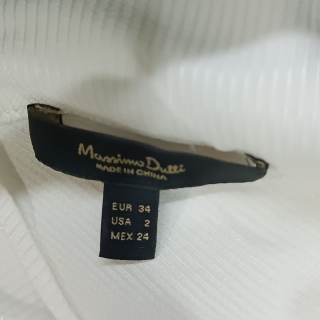 Massimo Dutti
MADE IN CHINA
EUR 34
USA 2
MEX 24